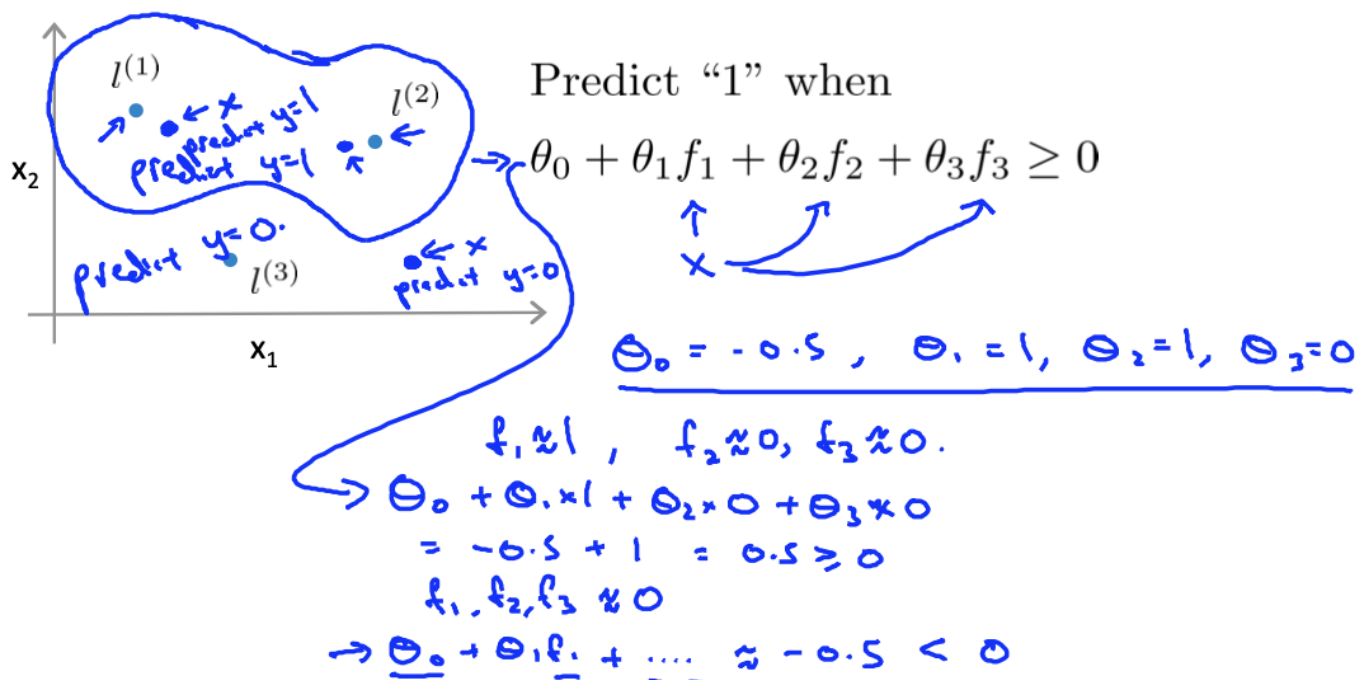 l^{(1)}
← x
predict y=1
l^{(2)}
predict y=1
x₂
predict y=0.
l^{(3)}
← x
predict y=0
x₁
Predict “1” when
→ θ₀ + θ₁f₁ + θ₂f₂ + θ₃f₃ ≥ 0
x
θ₀ = -0.5, θ₁ = 1, θ₂ = 1, θ₃ = 0
f₁ ≈ 1, f₂ ≈ 0, f₃ ≈ 0.
→ θ₀ + θ₁×1 + θ₂×0 + θ₃×0
= -0.5 + 1 = 0.5 ≥ 0
f₁, f₂, f₃ ≈ 0
→ θ₀ + θ₁f₁ + .... ≈ -0.5 < 0